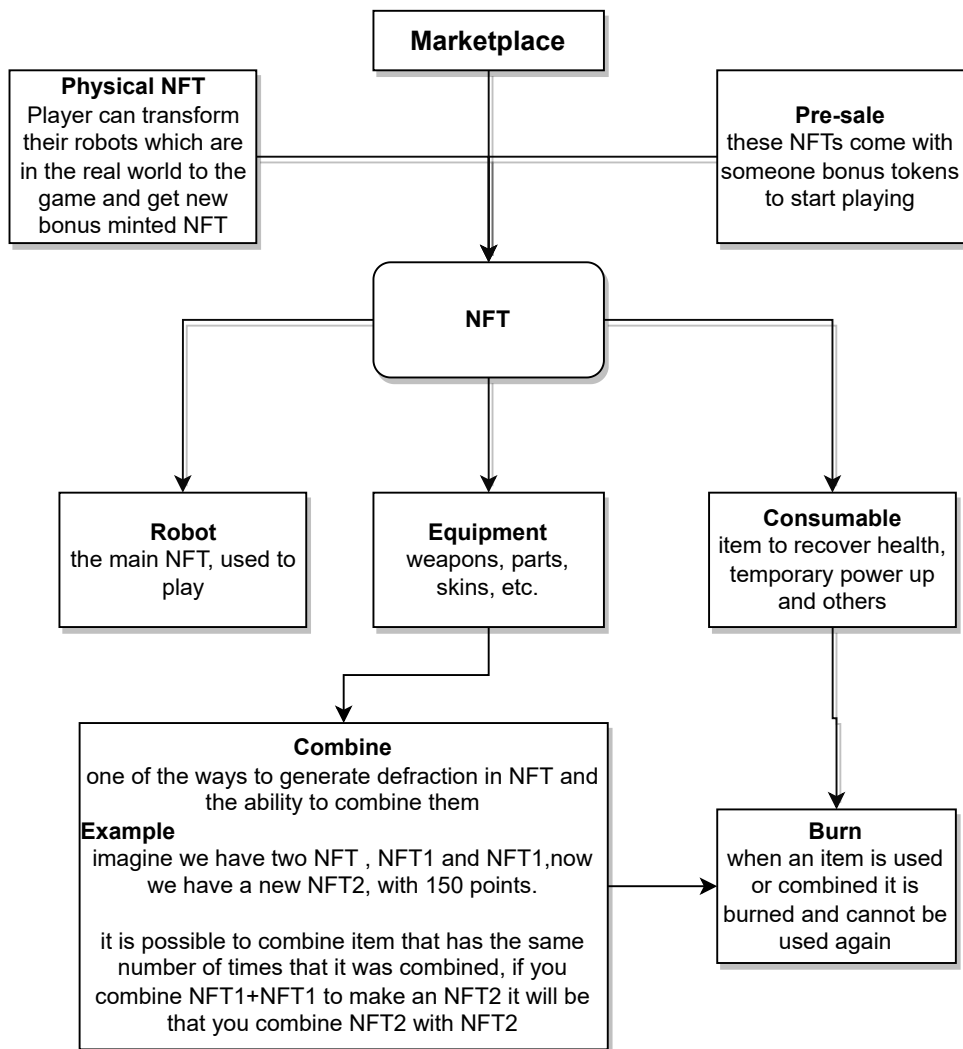 Marketplace
Physical NFT
Player can transform
their robots which are
in the real world to the
game and get new
bonus minted NFT
Pre-sale
these NFTs come with
someone bonus tokens
to start playing
NFT
Robot
the main NFT, used to
play
Equipment
weapons, parts,
skins, etc.
Consumable
item to recover health,
temporary power up
and others
Combine
one of the ways to generate defraction in NFT and
the ability to combine them
Example
imagine we have two NFT , NFT1 and NFT1,now
we have a new NFT2, with 150 points.
it is possible to combine item that has the same
number of times that it was combined, if you
combine NFT1+NFT1 to make an NFT2 it will be
that you combine NFT2 with NFT2
Burn
when an item is used
or combined it is
burned and cannot be
used again